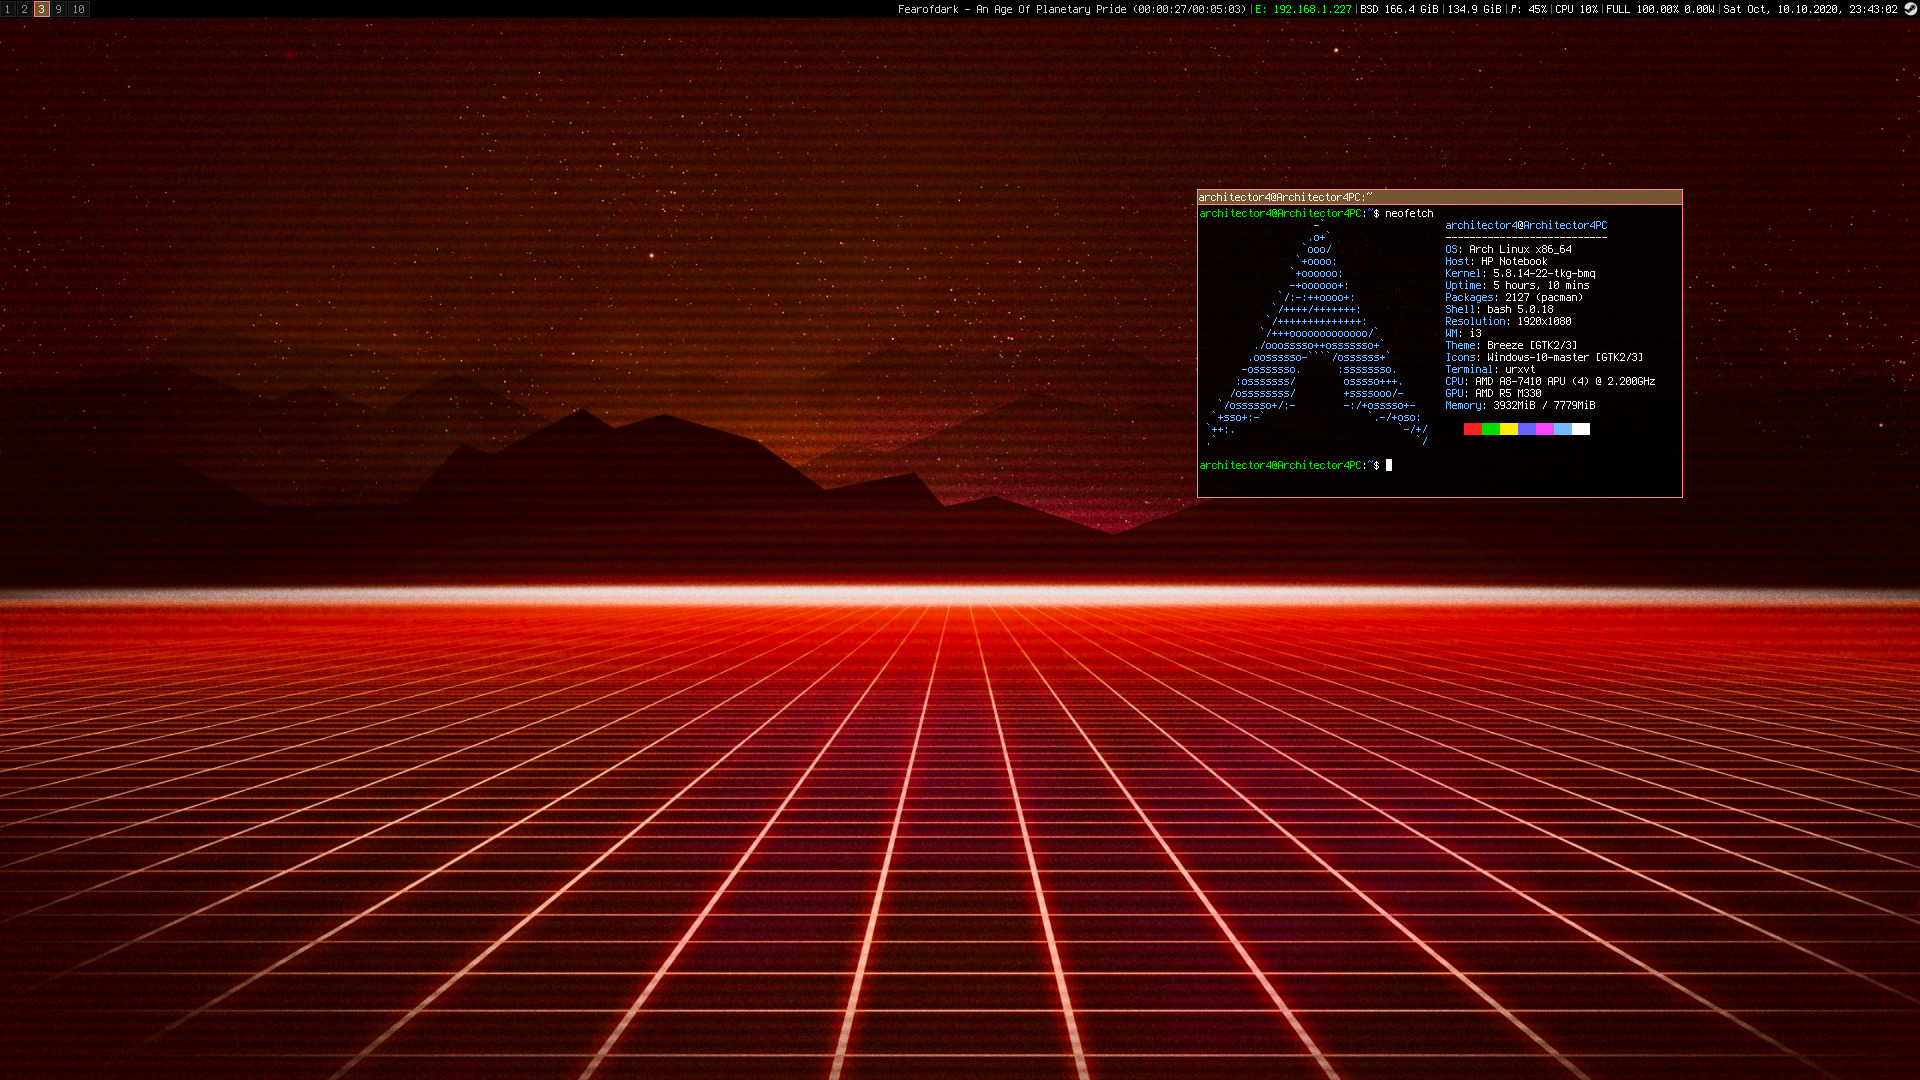 1 2 3 9 10
Fearofdark - An Age Of Planetary Pride (00:00:27/00:05:03)|E: 192.168.1.227|BSD 166.4 GiB|134.9 GiB|♪: 45%|CPU 10%|FULL 100.00% 0.00W|Sat Oct, 10.10.2020, 23:43:02
architector4@Architector4PC:~
architector4@Architector4PC:~$ neofetch
architector4@Architector4PC
---------------------------
OS: Arch Linux x86_64
Host: HP Notebook
Kernel: 5.8.14-22-tkg-bmq
Uptime: 5 hours, 10 mins
Packages: 2127 (pacman)
Shell: bash 5.0.18
Resolution: 1920x1080
WM: i3
Theme: Breeze [GTK2/3]
Icons: Windows-10-master [GTK2/3]
Terminal: urxvt
CPU: AMD A8-7410 APU (4) @ 2.200GHz
GPU: AMD R5 M330
Memory: 3932MiB / 7779MiB
architector4@Architector4PC:~$